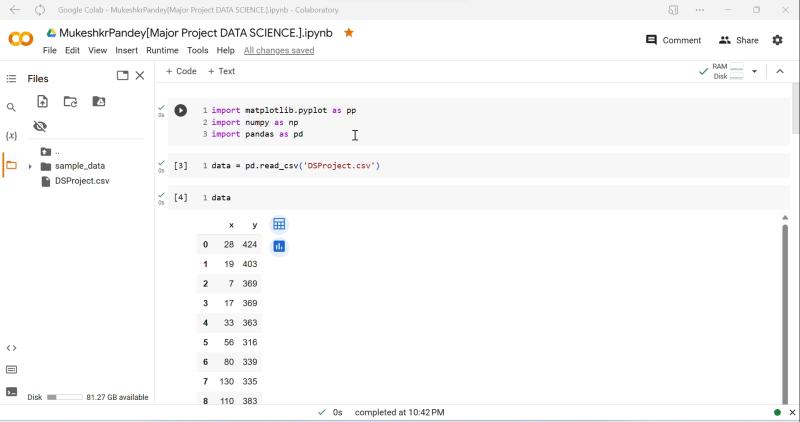 Google Colab - MukeshkrPandey[Major Project DATA SCIENCE.].ipynb - Colaboratory
MukeshkrPandey[Major Project DATA SCIENCE.].ipynb
File Edit View Insert Runtime Tools Help All changes saved
Comment Share
Files
+ Code + Text
RAM
Disk
0s
1 import matplotlib.pyplot as pp
2 import numpy as np
3 import pandas as pd
{x}
..
sample_data
DSProject.csv
[3] 1 data = pd.read_csv('DSProject.csv')
0s
[4] 1 data
0s
x y
0 28 424
1 19 403
2 7 369
3 17 369
4 33 363
5 56 316
6 80 339
7 130 335
8 110 383
Disk 81.27 GB available
0s completed at 10:42 PM